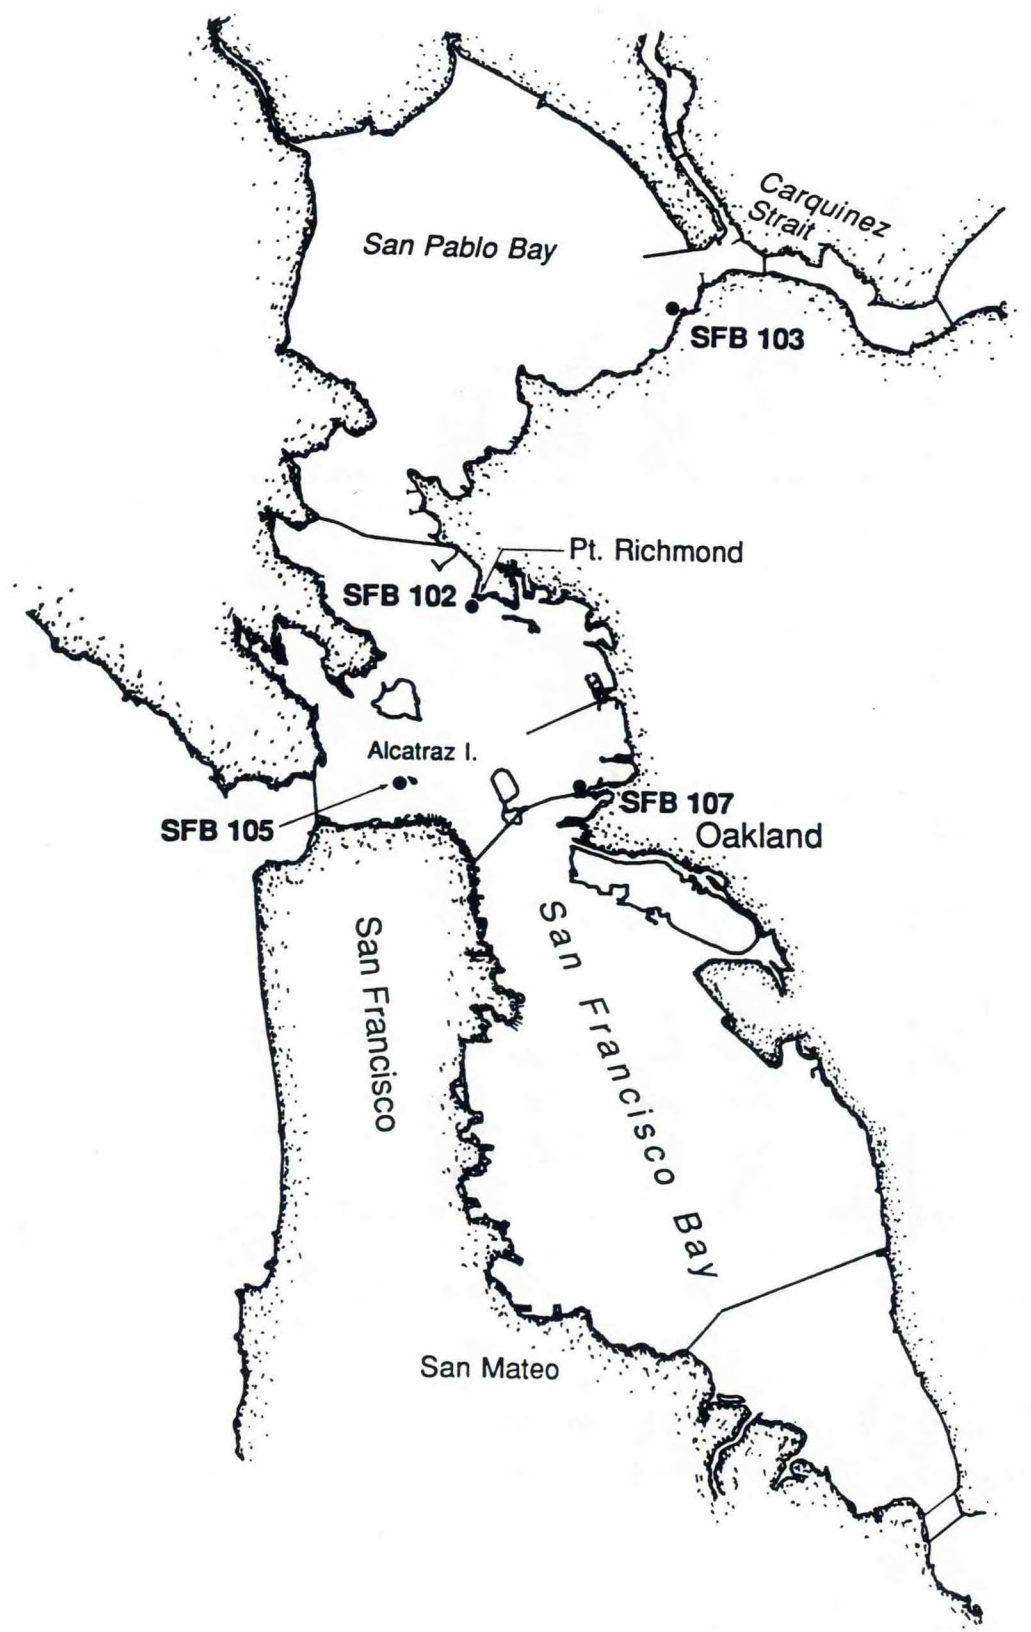 Carquinez
Strait
San Pablo Bay
SFB 103
Pt. Richmond
SFB 102
Alcatraz I.
SFB 107
SFB 105
Oakland
San Francisco
San Francisco Bay
San Mateo